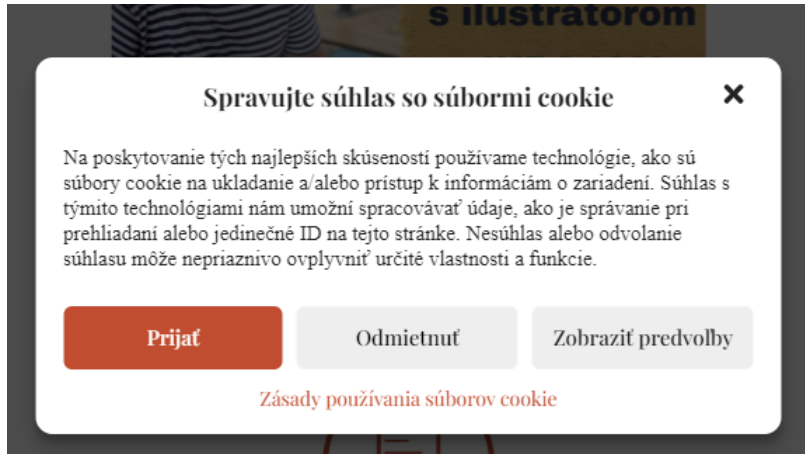 s ilustrátorom
Spravujte súhlas so súbormi cookie
Na poskytovanie tých najlepších skúseností používame technológie, ako sú
súbory cookie na ukladanie a/alebo prístup k informáciám o zariadení. Súhlas s
týmito technológiami nám umožní spracovávať údaje, ako je správanie pri
prehliadaní alebo jedinečné ID na tejto stránke. Nesúhlas alebo odvolanie
súhlasu môže nepriaznivo ovplyvniť určité vlastnosti a funkcie.
Prijať Odmietnuť Zobraziť predvoľby
Zásady používania súborov cookie